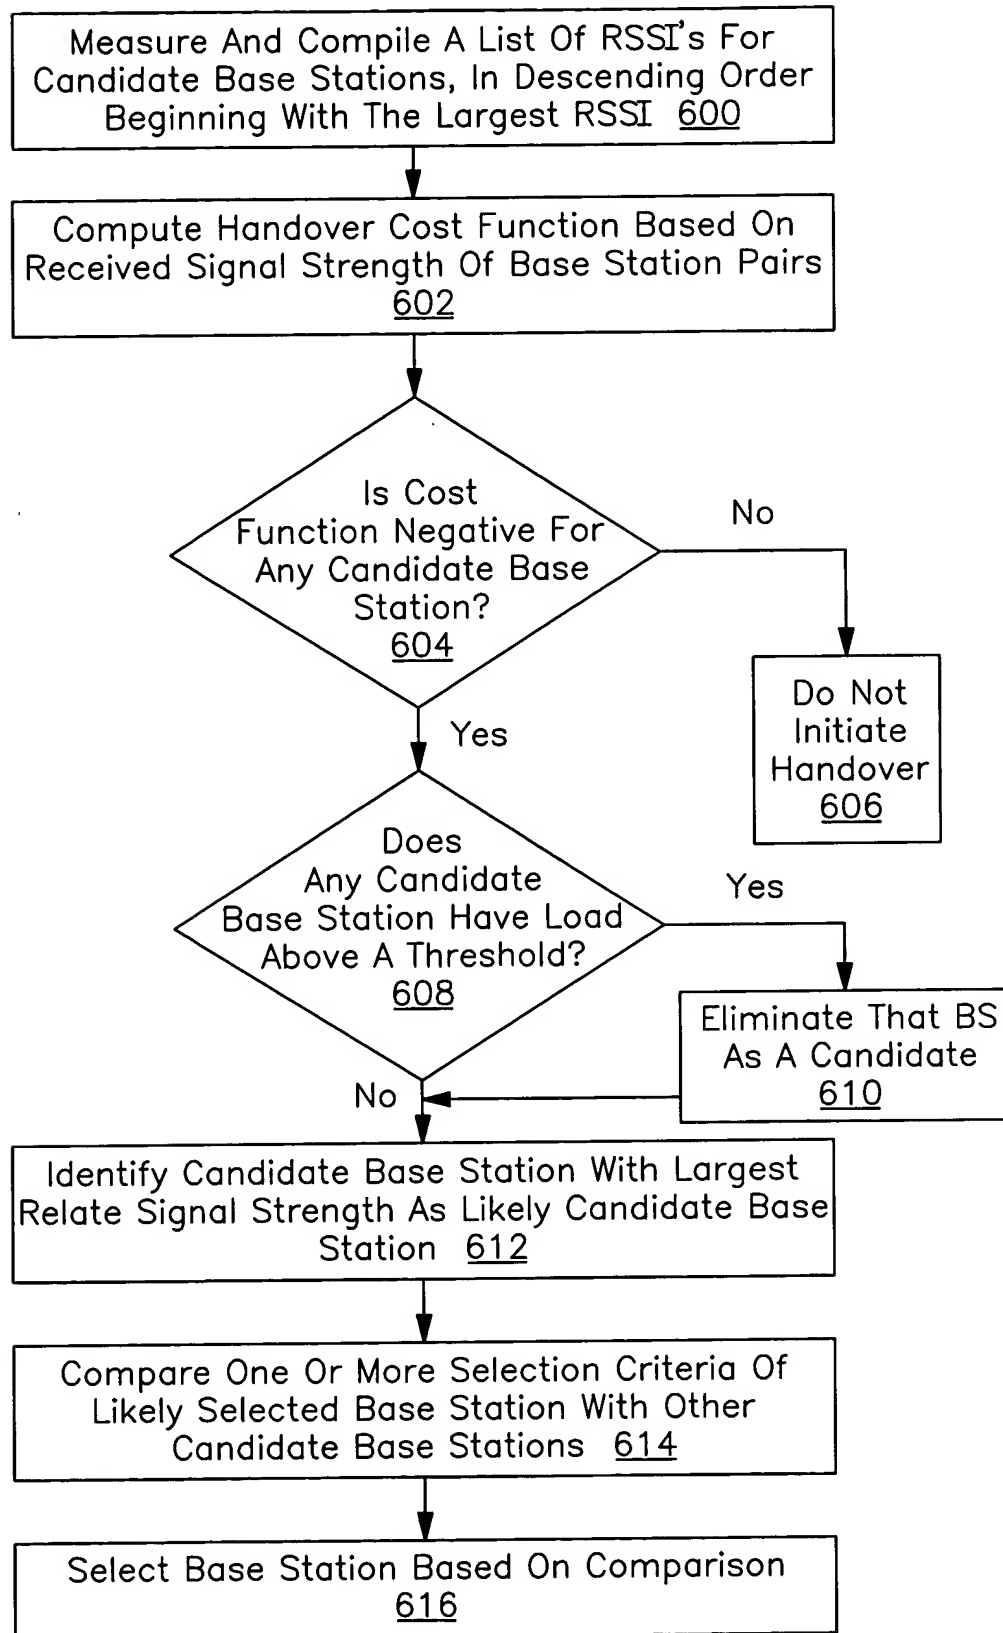 Measure And Compile A List Of RSSI's For
Candidate Base Stations, In Descending Order
Beginning With The Largest RSSI 600
Compute Handover Cost Function Based On
Received Signal Strength Of Base Station Pairs
602
Is Cost
Function Negative For
Any Candidate Base
Station?
604
No
Do Not
Initiate
Handover
606
Yes
Does
Any Candidate
Base Station Have Load
Above A Threshold?
608
Yes
Eliminate That BS
As A Candidate
610
No
Identify Candidate Base Station With Largest
Relate Signal Strength As Likely Candidate Base
Station 612
Compare One Or More Selection Criteria Of
Likely Selected Base Station With Other
Candidate Base Stations 614
Select Base Station Based On Comparison
616